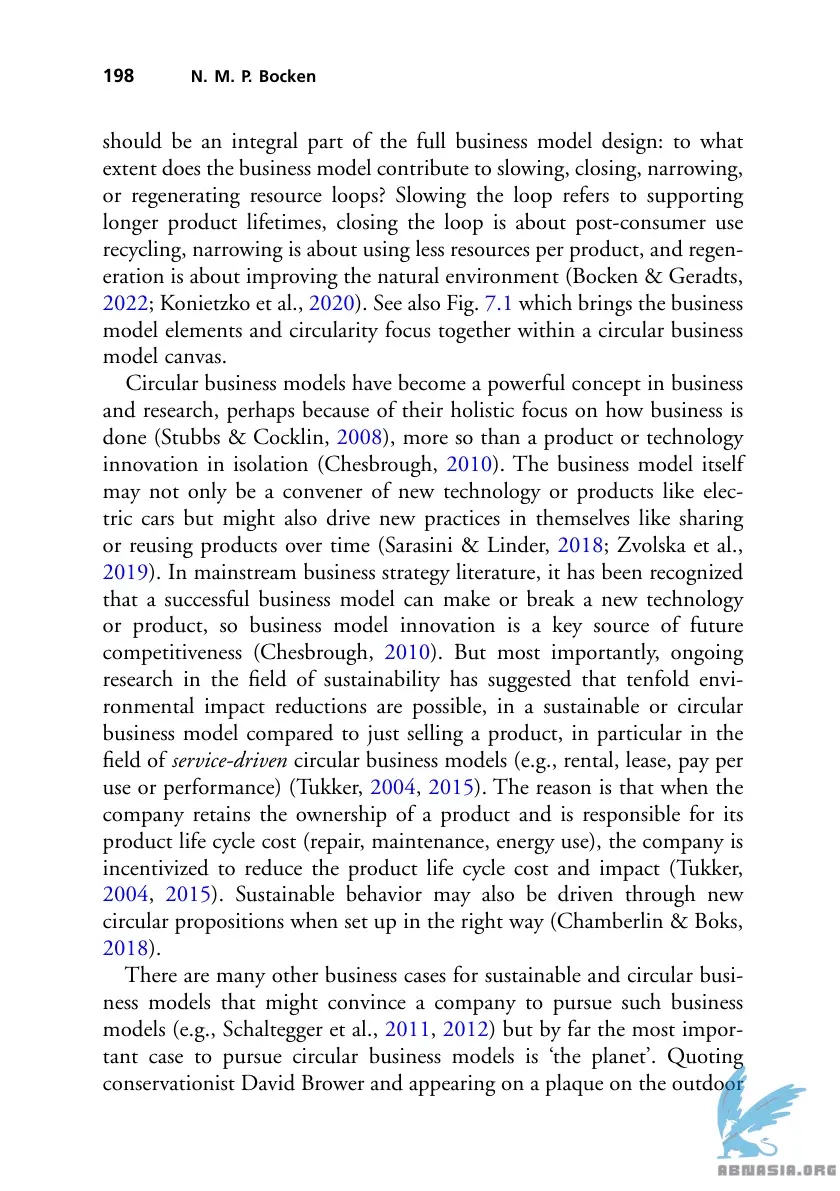 198 N. M. P. Bocken
should be an integral part of the full business model design: to what
extent does the business model contribute to slowing, closing, narrowing,
or regenerating resource loops? Slowing the loop refers to supporting
longer product lifetimes, closing the loop is about post-consumer use
recycling, narrowing is about using less resources per product, and regen-
eration is about improving the natural environment (Bocken & Geradts,
2022; Konietzko et al., 2020). See also Fig. 7.1 which brings the business
model elements and circularity focus together within a circular business
model canvas.
Circular business models have become a powerful concept in business
and research, perhaps because of their holistic focus on how business is
done (Stubbs & Cocklin, 2008), more so than a product or technology
innovation in isolation (Chesbrough, 2010). The business model itself
may not only be a convener of new technology or products like elec-
tric cars but might also drive new practices in themselves like sharing
or reusing products over time (Sarasini & Linder, 2018; Zvolska et al.,
2019). In mainstream business strategy literature, it has been recognized
that a successful business model can make or break a new technology
or product, so business model innovation is a key source of future
competitiveness (Chesbrough, 2010). But most importantly, ongoing
research in the field of sustainability has suggested that tenfold envi-
ronmental impact reductions are possible, in a sustainable or circular
business model compared to just selling a product, in particular in the
field of service-driven circular business models (e.g., rental, lease, pay per
use or performance) (Tukker, 2004, 2015). The reason is that when the
company retains the ownership of a product and is responsible for its
product life cycle cost (repair, maintenance, energy use), the company is
incentivized to reduce the product life cycle cost and impact (Tukker,
2004, 2015). Sustainable behavior may also be driven through new
circular propositions when set up in the right way (Chamberlin & Boks,
2018).
There are many other business cases for sustainable and circular busi-
ness models that might convince a company to pursue such business
models (e.g., Schaltegger et al., 2011, 2012) but by far the most impor-
tant case to pursue circular business models is ‘the planet’. Quoting
conservationist David Brower and appearing on a plaque on the outdoor
ABNASIA.ORG